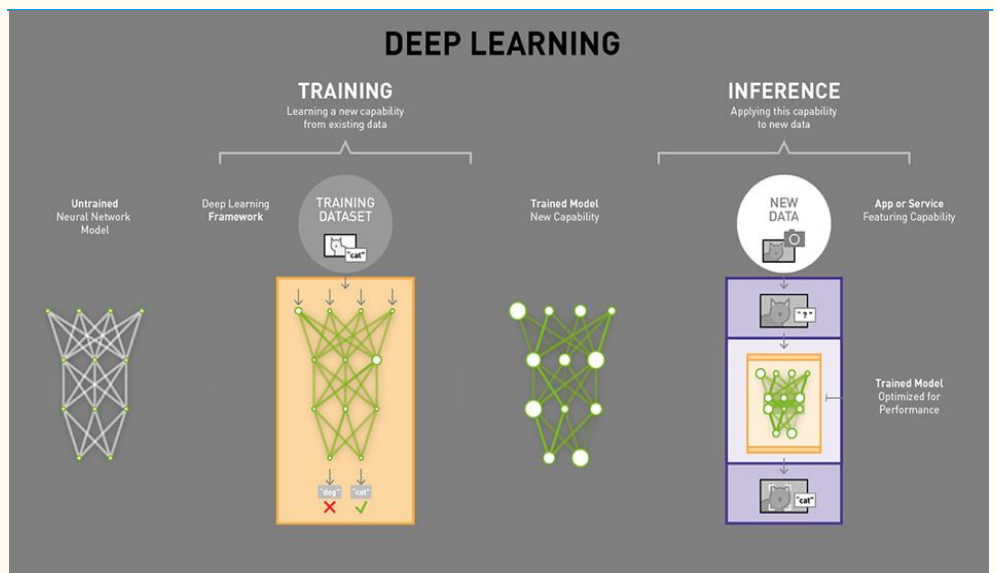 DEEP LEARNING
TRAINING
Learning a new capability
from existing data
INFERENCE
Applying this capability
to new data
Untrained
Neural Network
Model
Deep Learning
Framework
TRAINING
DATASET
"cat"
Trained Model
New Capability
NEW
DATA
App or Service
Featuring Capability
"?"
Trained Model
Optimized for
Performance
"dog"
"cat"
"cat"